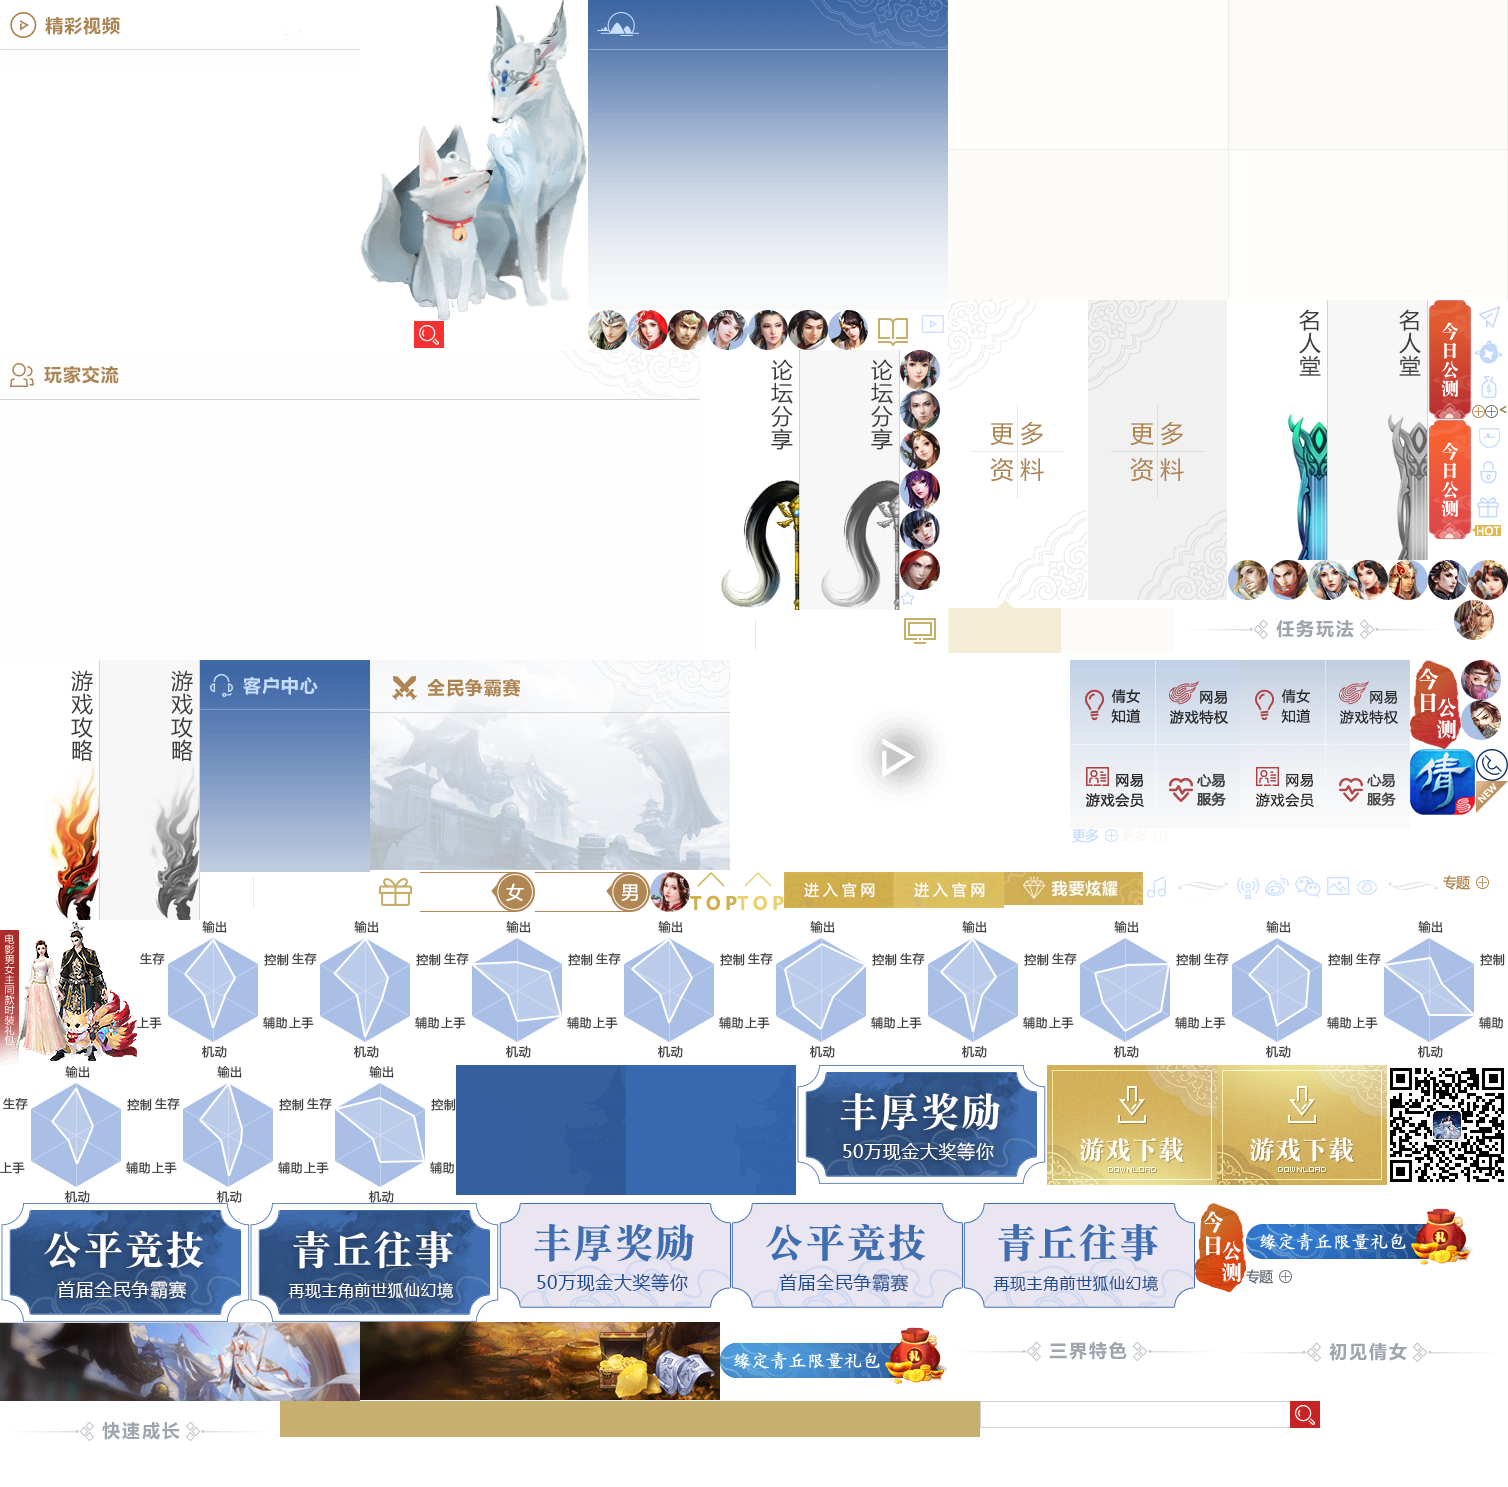 精彩视频
玩家交流
论坛分享
论坛分享
更多
资料
更多
资料
名人堂
名人堂
今日公测
今日公测
HOT
任务玩法
游戏攻略
游戏攻略
客户中心
全民争霸赛
倩女
知道
网易
游戏特权
倩女
知道
网易
游戏特权
网易
游戏会员
心易
服务
网易
游戏会员
心易
服务
更多
更多
今日
公测
倩
NEW
女
男
TOP
TOP
进入官网
进入官网
我要炫耀
专题
电影男女主同款时装礼包
输出
生存
控制
上手
辅助
机动
输出
生存
控制
上手
辅助
机动
输出
生存
控制
上手
辅助
机动
输出
生存
控制
上手
辅助
机动
输出
生存
控制
上手
辅助
机动
输出
生存
控制
上手
辅助
机动
输出
生存
控制
上手
辅助
机动
输出
生存
控制
上手
辅助
机动
输出
生存
控制
上手
辅助
机动
输出
生存
控制
上手
辅助
机动
输出
生存
控制
上手
辅助
机动
输出
生存
控制
上手
辅助
机动
丰厚奖励
50万现金大奖等你
游戏下载
DOWNLOAD
游戏下载
DOWNLOAD
公平竞技
首届全民争霸赛
青丘往事
再现主角前世狐仙幻境
丰厚奖励
50万现金大奖等你
公平竞技
首届全民争霸赛
青丘往事
再现主角前世狐仙幻境
今日
公测
缘定青丘限量礼包
礼
专题
缘定青丘限量礼包
礼
三界特色
初见倩女
快速成长